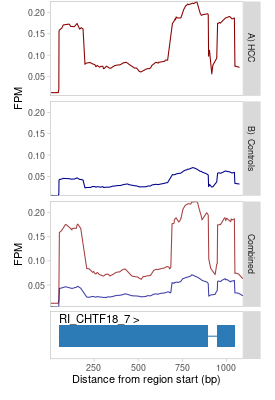 0.20
0.15
0.10
0.05
FPM
A) HCC
0.20
0.15
0.10
0.05
B) Controls
0.20
0.15
0.10
0.05
FPM
Combined
RI_CHTF18_7 >
250 500 750 1000
Distance from region start (bp)